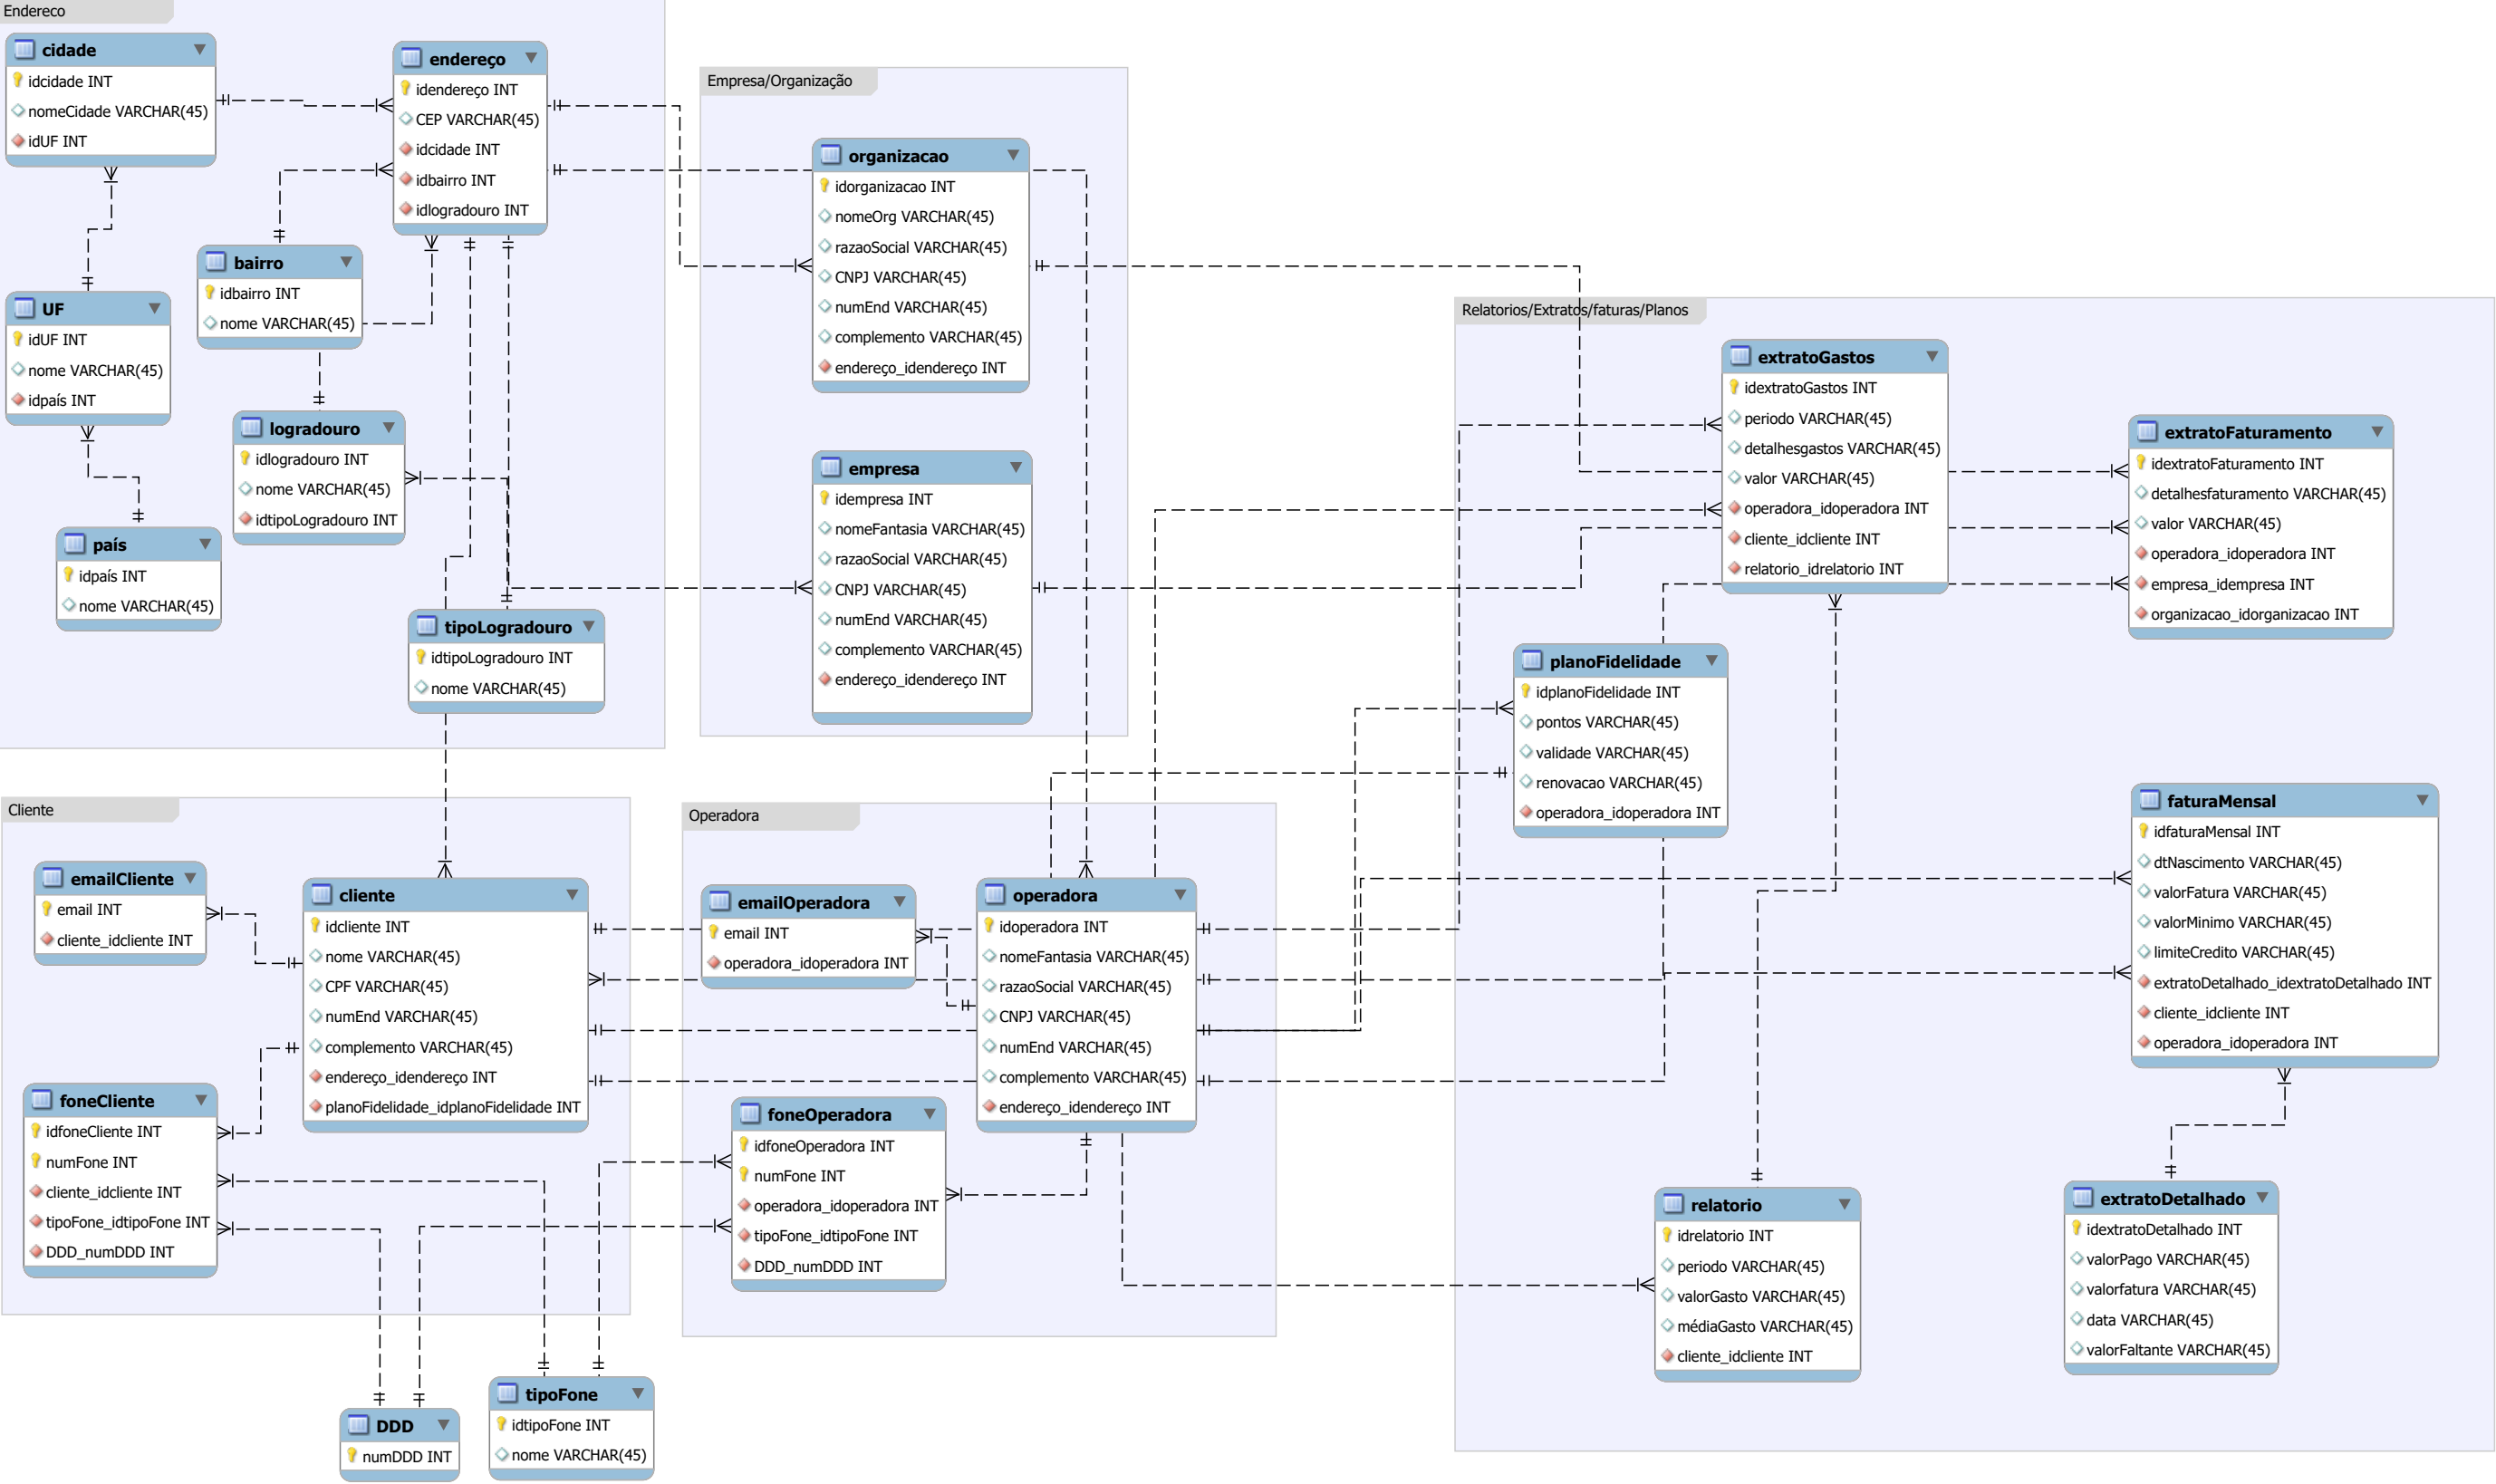 Endereco
cidade
idcidade INT
nomeCidade VARCHAR(45)
idUF INT
endereço
idendereço INT
CEP VARCHAR(45)
idcidade INT
idbairro INT
idlogradouro INT
bairro
idbairro INT
nome VARCHAR(45)
UF
idUF INT
nome VARCHAR(45)
idpaís INT
logradouro
idlogradouro INT
nome VARCHAR(45)
idtipoLogradouro INT
país
idpaís INT
nome VARCHAR(45)
tipoLogradouro
idtipoLogradouro INT
nome VARCHAR(45)
Empresa/Organização
organizacao
idorganizacao INT
nomeOrg VARCHAR(45)
razaoSocial VARCHAR(45)
CNPJ VARCHAR(45)
numEnd VARCHAR(45)
complemento VARCHAR(45)
endereço_idendereço INT
empresa
idempresa INT
nomeFantasia VARCHAR(45)
razaoSocial VARCHAR(45)
CNPJ VARCHAR(45)
numEnd VARCHAR(45)
complemento VARCHAR(45)
endereço_idendereço INT
Relatorios/Extratos/faturas/Planos
extratoGastos
idextratoGastos INT
periodo VARCHAR(45)
detalhesgastos VARCHAR(45)
valor VARCHAR(45)
operadora_idoperadora INT
cliente_idcliente INT
relatorio_idrelatorio INT
extratoFaturamento
idextratoFaturamento INT
detalhesfaturamento VARCHAR(45)
valor VARCHAR(45)
operadora_idoperadora INT
empresa_idempresa INT
organizacao_idorganizacao INT
planoFidelidade
idplanoFidelidade INT
pontos VARCHAR(45)
validade VARCHAR(45)
renovacao VARCHAR(45)
operadora_idoperadora INT
faturaMensal
idfaturaMensal INT
dtNascimento VARCHAR(45)
valorFatura VARCHAR(45)
valorMinimo VARCHAR(45)
limiteCredito VARCHAR(45)
extratoDetalhado_idextratoDetalhado INT
cliente_idcliente INT
operadora_idoperadora INT
relatorio
idrelatorio INT
periodo VARCHAR(45)
valorGasto VARCHAR(45)
médiaGasto VARCHAR(45)
cliente_idcliente INT
extratoDetalhado
idextratoDetalhado INT
valorPago VARCHAR(45)
valorfatura VARCHAR(45)
data VARCHAR(45)
valorFaltante VARCHAR(45)
Cliente
emailCliente
email INT
cliente_idcliente INT
cliente
idcliente INT
nome VARCHAR(45)
CPF VARCHAR(45)
numEnd VARCHAR(45)
complemento VARCHAR(45)
endereço_idendereço INT
planoFidelidade_idplanoFidelidade INT
foneCliente
idfoneCliente INT
numFone INT
cliente_idcliente INT
tipoFone_idtipoFone INT
DDD_numDDD INT
Operadora
emailOperadora
email INT
operadora_idoperadora INT
operadora
idoperadora INT
nomeFantasia VARCHAR(45)
razaoSocial VARCHAR(45)
CNPJ VARCHAR(45)
numEnd VARCHAR(45)
complemento VARCHAR(45)
endereço_idendereço INT
foneOperadora
idfoneOperadora INT
numFone INT
operadora_idoperadora INT
tipoFone_idtipoFone INT
DDD_numDDD INT
DDD
numDDD INT
tipoFone
idtipoFone INT
nome VARCHAR(45)